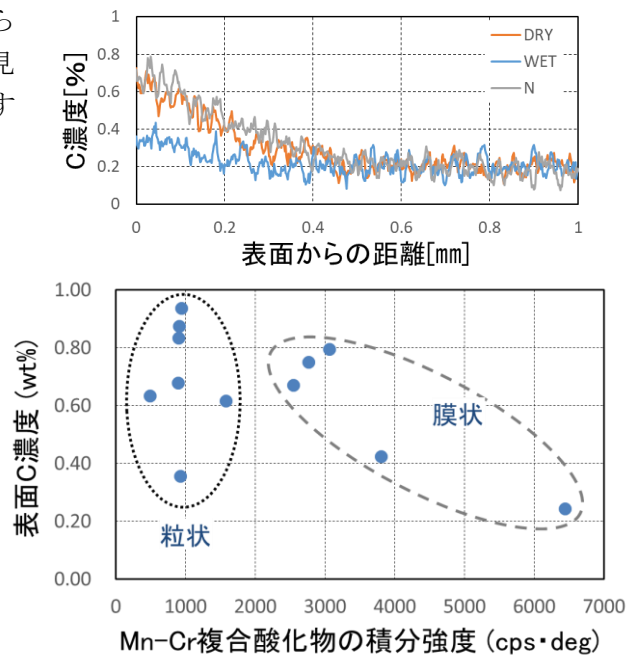 ら
見
す
C濃度[%]
1
0.8
0.6
0.4
0.2
0
DRY
WET
N
0 0.2 0.4 0.6 0.8 1
表面からの距離[㎜]
表面C濃度 (wt%)
1.00
0.80
0.60
0.40
0.20
0.00
膜状
粒状
0 1000 2000 3000 4000 5000 6000 7000
Mn-Cr複合酸化物の積分強度 (cps・deg)